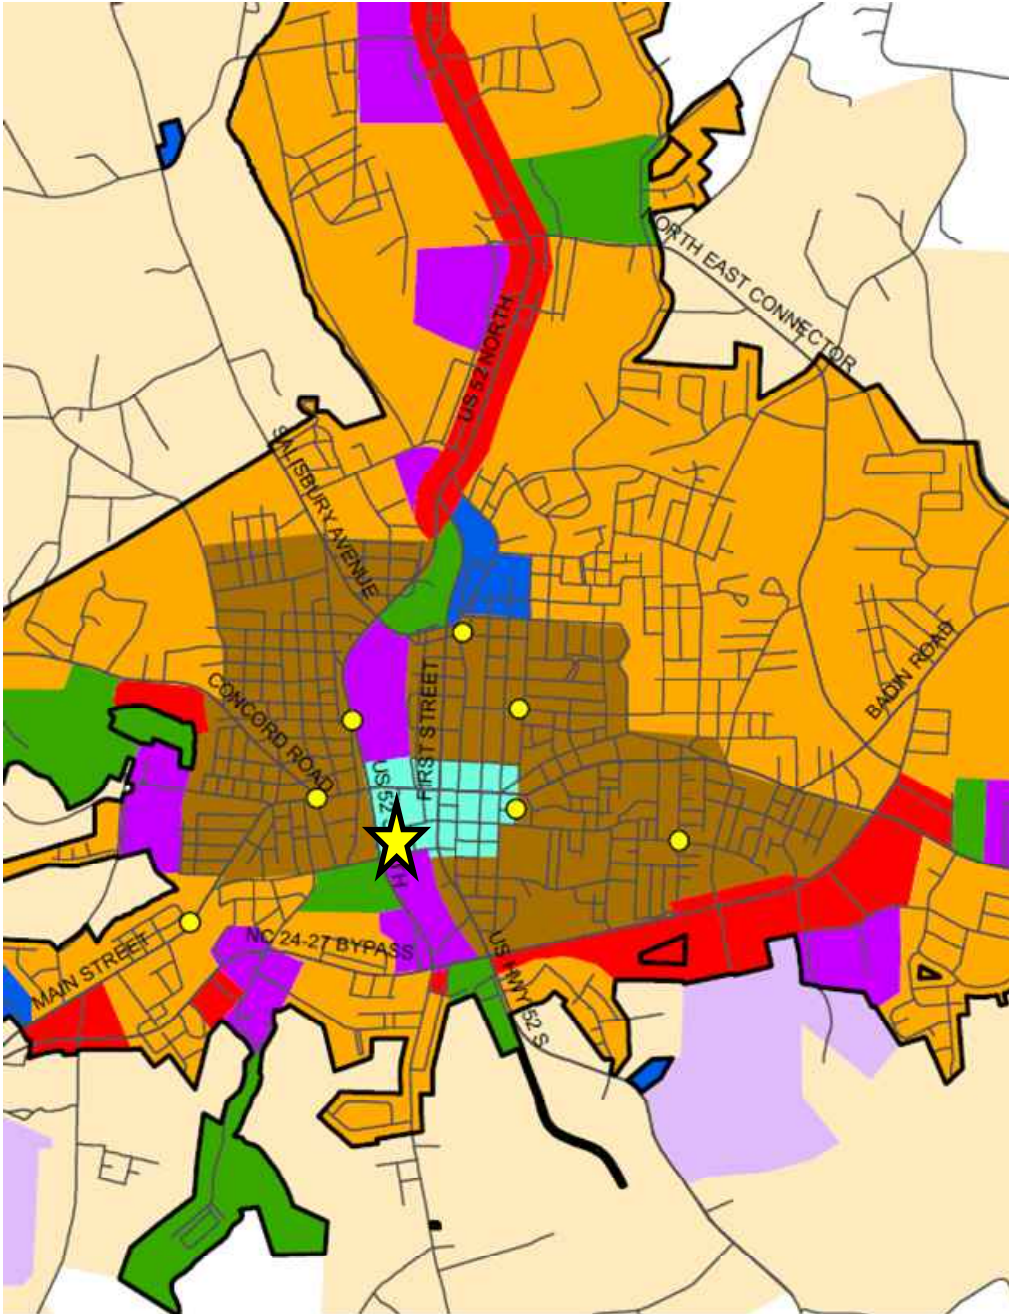 NORTH EAST CONNECTOR
US 52 NORTH
SALISBURY AVENUE
BADIN ROAD
CONCORD ROAD
FIRST STREET
US 52
NC 24-27 BYPASS
MAIN STREET
US HWY 52 S